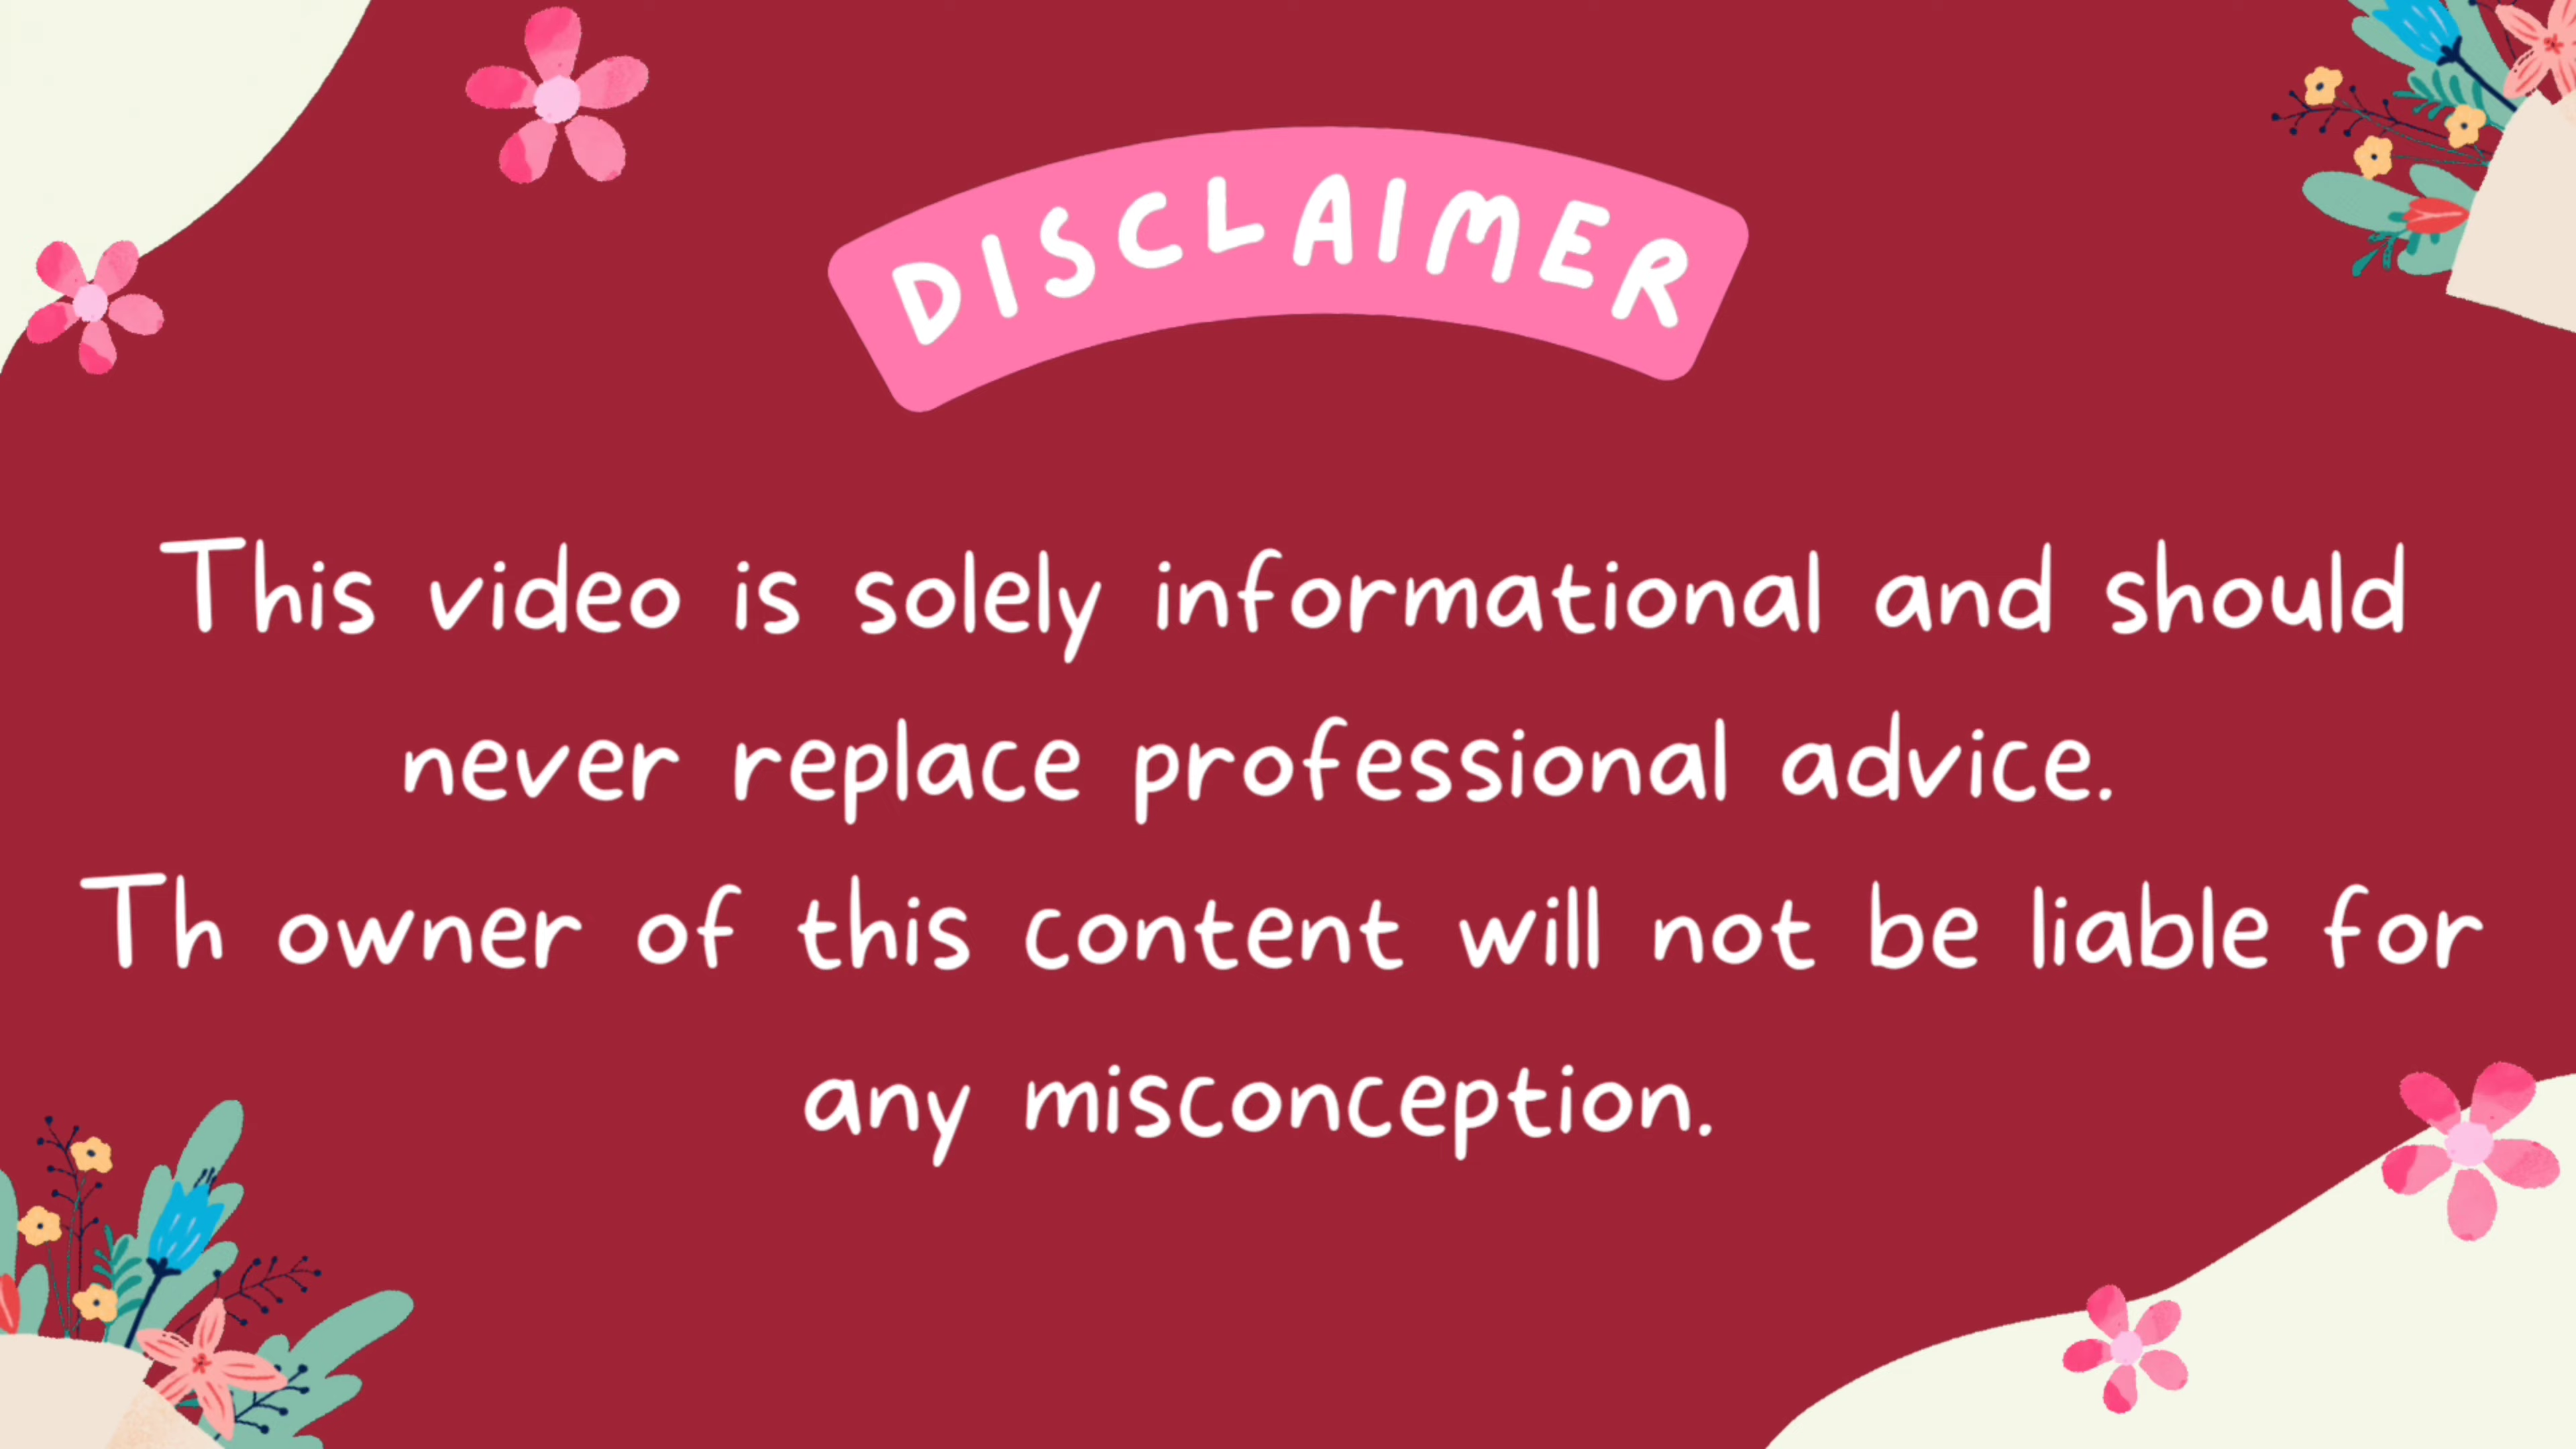 DISCLAIMER
This video is solely informational and should
never replace professional advice.
Th owner of this content will not be liable for
any misconception.